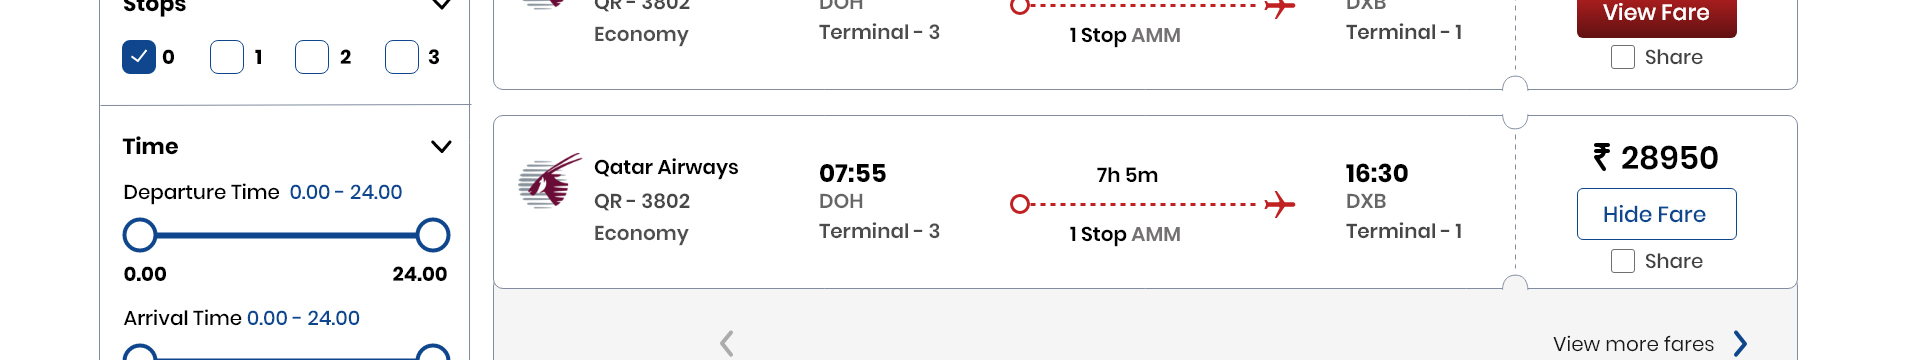 Stops
0 1 2 3
Time
Departure Time 0.00 - 24.00
0.00 24.00
Arrival Time 0.00 - 24.00
QR - 3802
Economy
DOH
Terminal - 3
1 Stop AMM
DXB
Terminal - 1
View Fare
Share
Qatar Airways
QR - 3802
Economy
07:55
DOH
Terminal - 3
7h 5m
1 Stop AMM
16:30
DXB
Terminal - 1
₹ 28950
Hide Fare
Share
View more fares